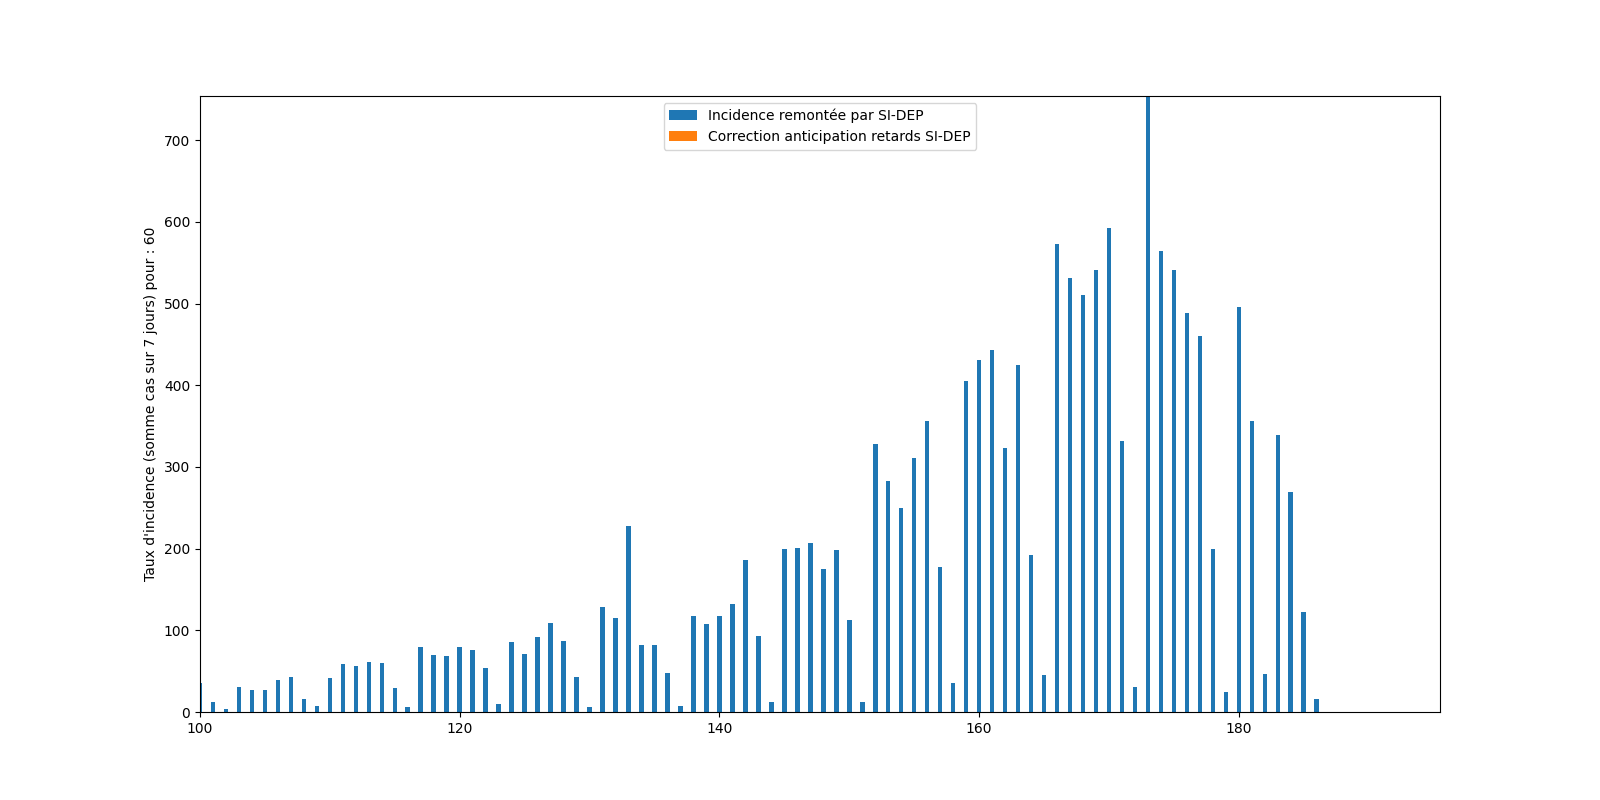 Incidence remontée par SI-DEP
Correction anticipation retards SI-DEP
Taux d'incidence (somme cas sur 7 jours) pour : 60
700
600
500
400
300
200
100
0
100 120 140 160 180